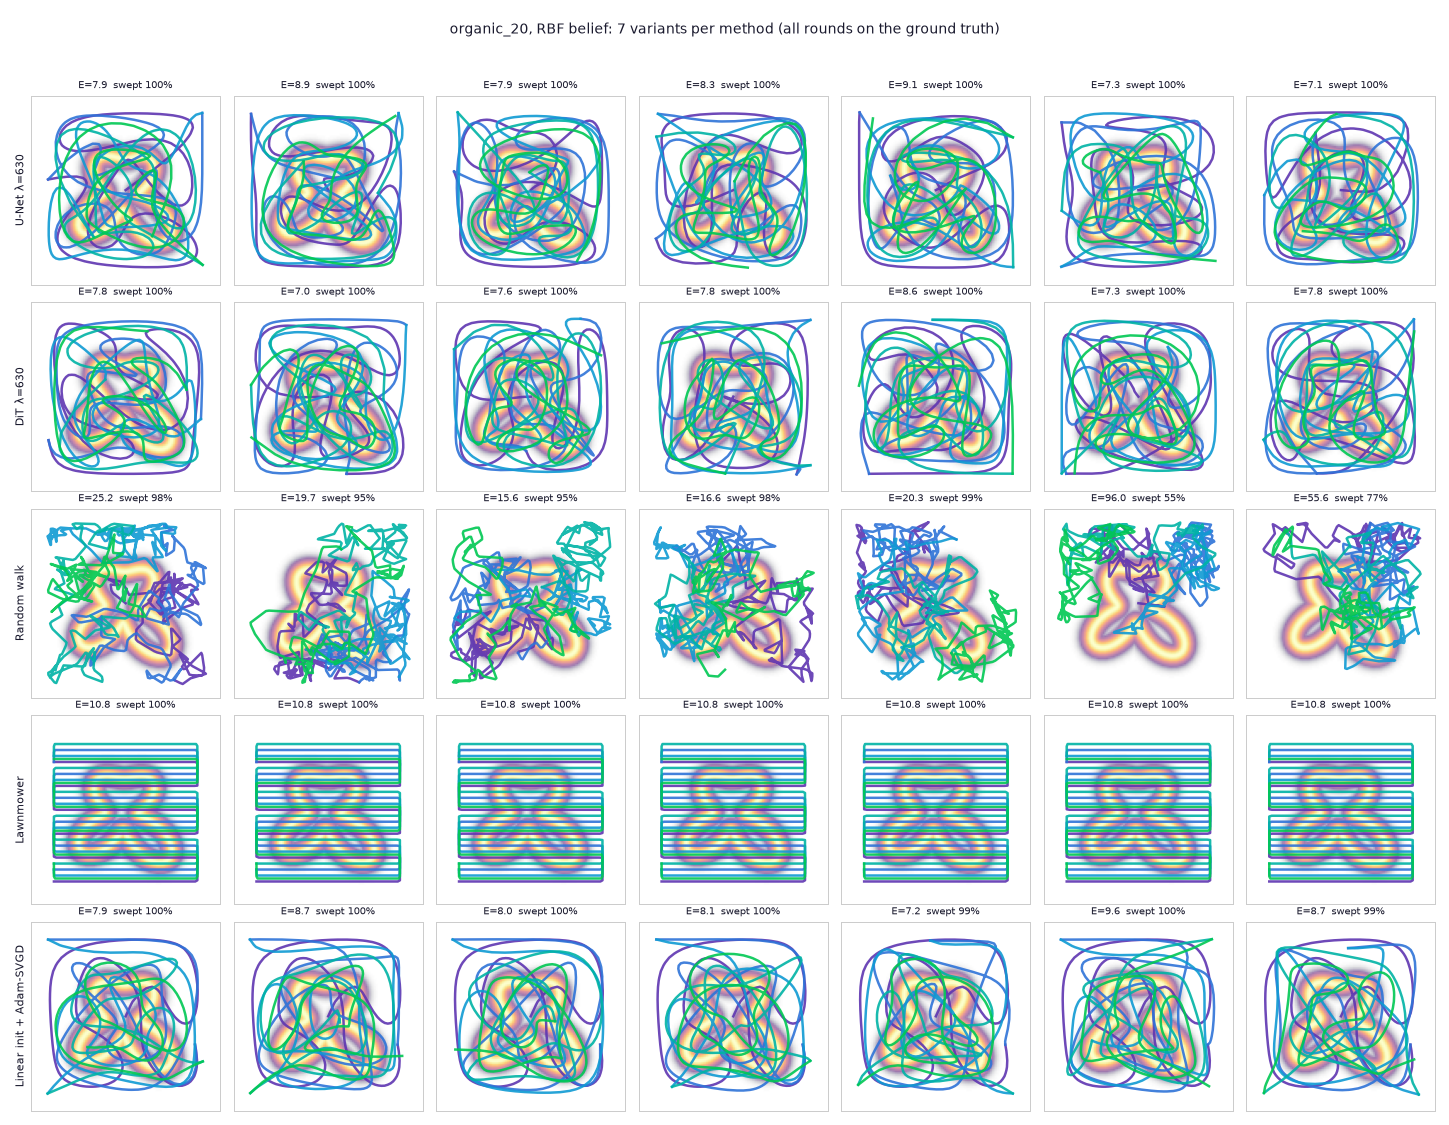 organic_20, RBF belief: 7 variants per method (all rounds on the ground truth)
E=7.9 swept 100% E=8.9 swept 100% E=7.9 swept 100% E=8.3 swept 100% E=9.1 swept 100% E=7.3 swept 100% E=7.1 swept 100%
U-Net λ=630
E=7.8 swept 100% E=7.0 swept 100% E=7.6 swept 100% E=7.8 swept 100% E=8.6 swept 100% E=7.3 swept 100% E=7.8 swept 100%
DiT λ=630
E=25.2 swept 98% E=19.7 swept 95% E=15.6 swept 95% E=16.6 swept 98% E=20.3 swept 99% E=96.0 swept 55% E=55.6 swept 77%
Random walk
E=10.8 swept 100% E=10.8 swept 100% E=10.8 swept 100% E=10.8 swept 100% E=10.8 swept 100% E=10.8 swept 100% E=10.8 swept 100%
Lawnmower
E=7.9 swept 100% E=8.7 swept 100% E=8.0 swept 100% E=8.1 swept 100% E=7.2 swept 99% E=9.6 swept 100% E=8.7 swept 99%
Linear init + Adam-SVGD